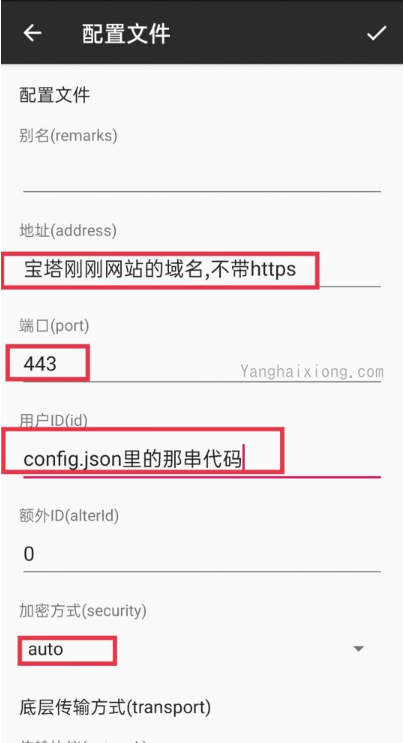 配置文件
配置文件
别名(remarks)
地址(address)
宝塔刚刚网站的域名,不带https
端口(port)
443
Yanghaixiong.com
用户ID(id)
config.json里的那串代码
额外ID(alterId)
0
加密方式(security)
auto
底层传输方式(transport)